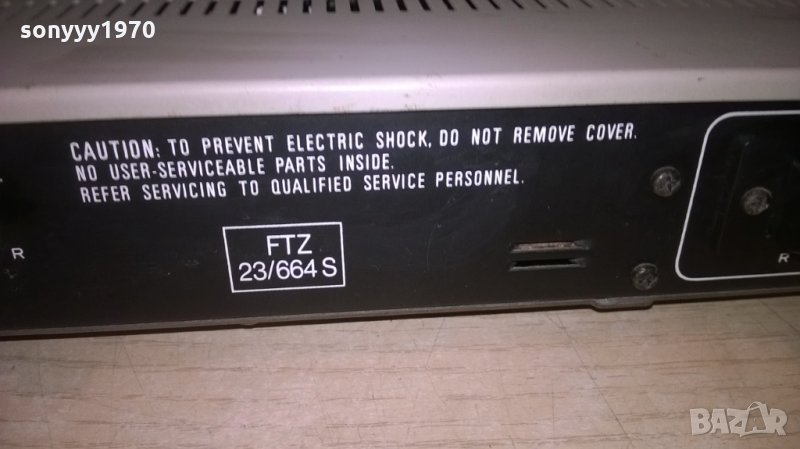 sonyyy1970
CAUTION: TO PREVENT ELECTRIC SHOCK, DO NOT REMOVE COVER.
NO USER-SERVICEABLE PARTS INSIDE.
REFER SERVICING TO QUALIFIED SERVICE PERSONNEL.
R
FTZ
23/664 S
R
BAZAR